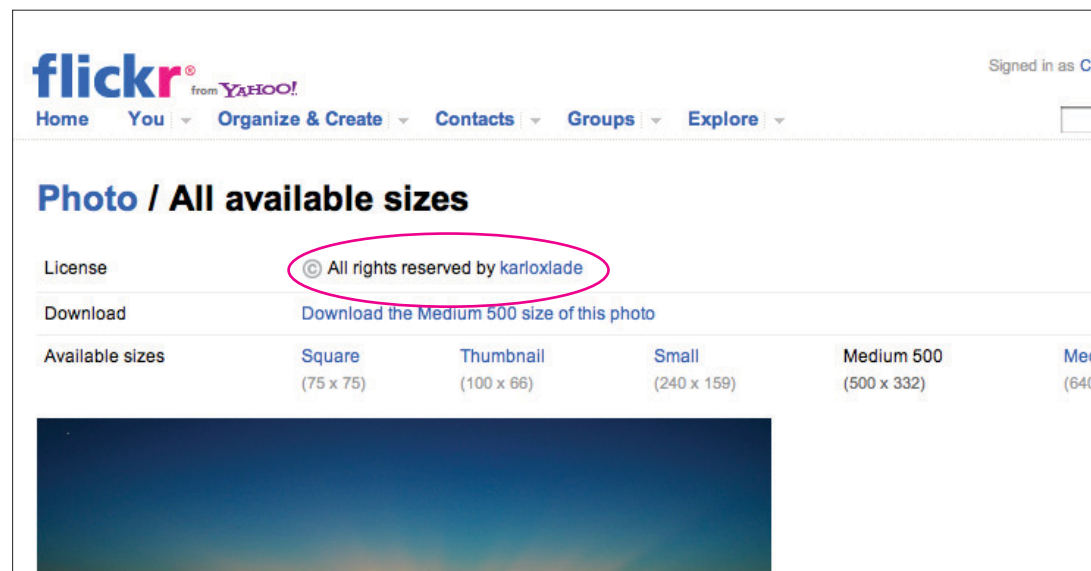 flickr® from YAHOO!
Signed in as C
Home You Organize & Create Contacts Groups Explore
Photo / All available sizes
License © All rights reserved by karloxlade
Download Download the Medium 500 size of this photo
Available sizes Square Thumbnail Small Medium 500
(75 x 75) (100 x 66) (240 x 159) (500 x 332) (640